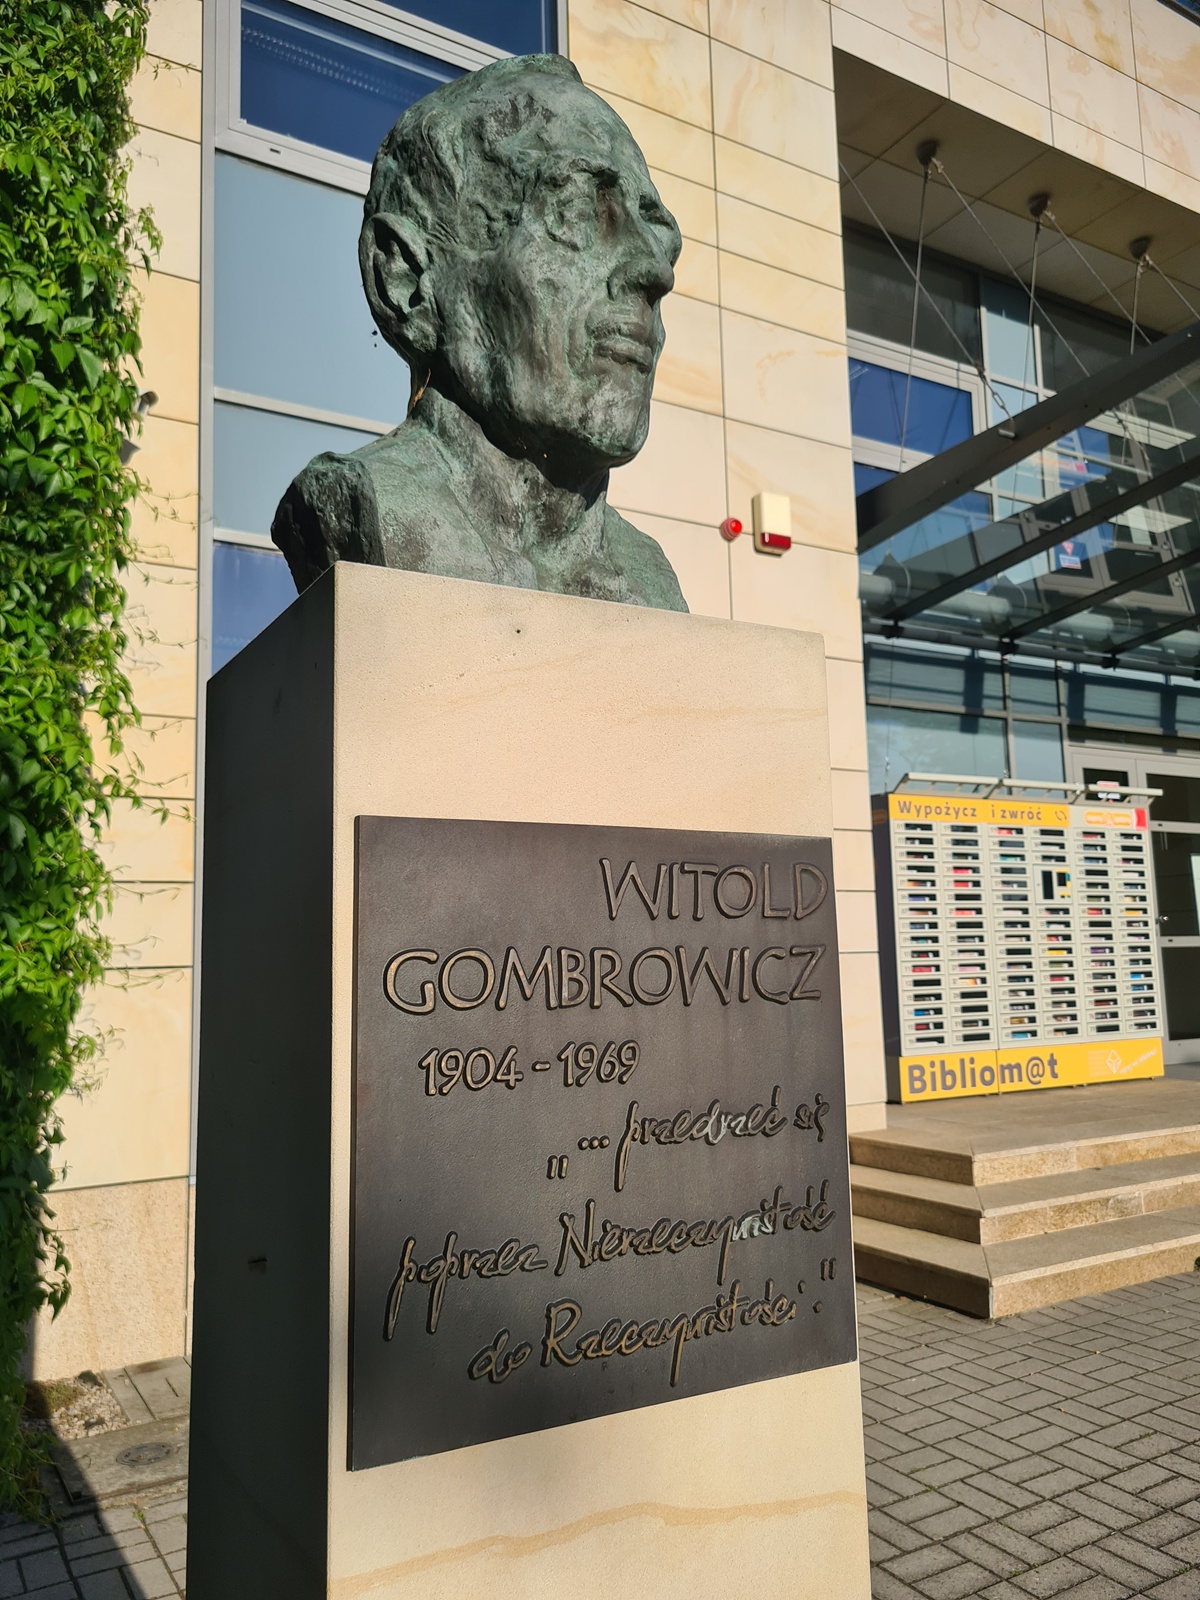 WITOLD
GOMBROWICZ
1904 - 1969
„... przedrzeć się
poprzez Nierzeczywistość
do Rzeczywistości."
Wypożycz i zwróć
Bibliom@t